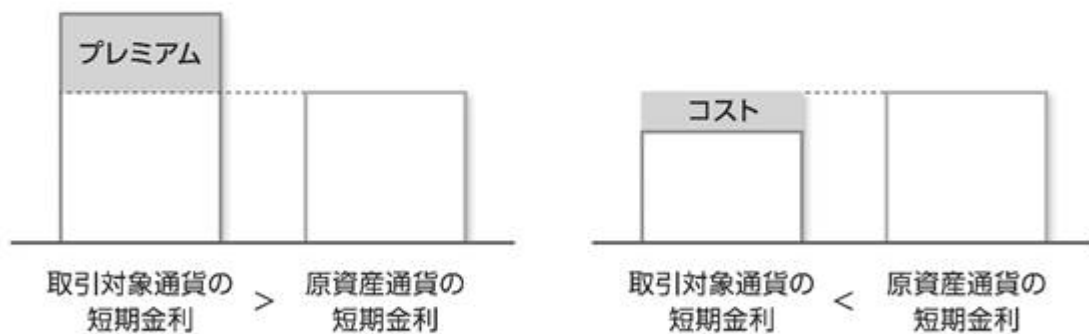 プレミアム
コスト
取引対象通貨の
短期金利
>
原資産通貨の
短期金利
取引対象通貨の
短期金利
<
原資産通貨の
短期金利